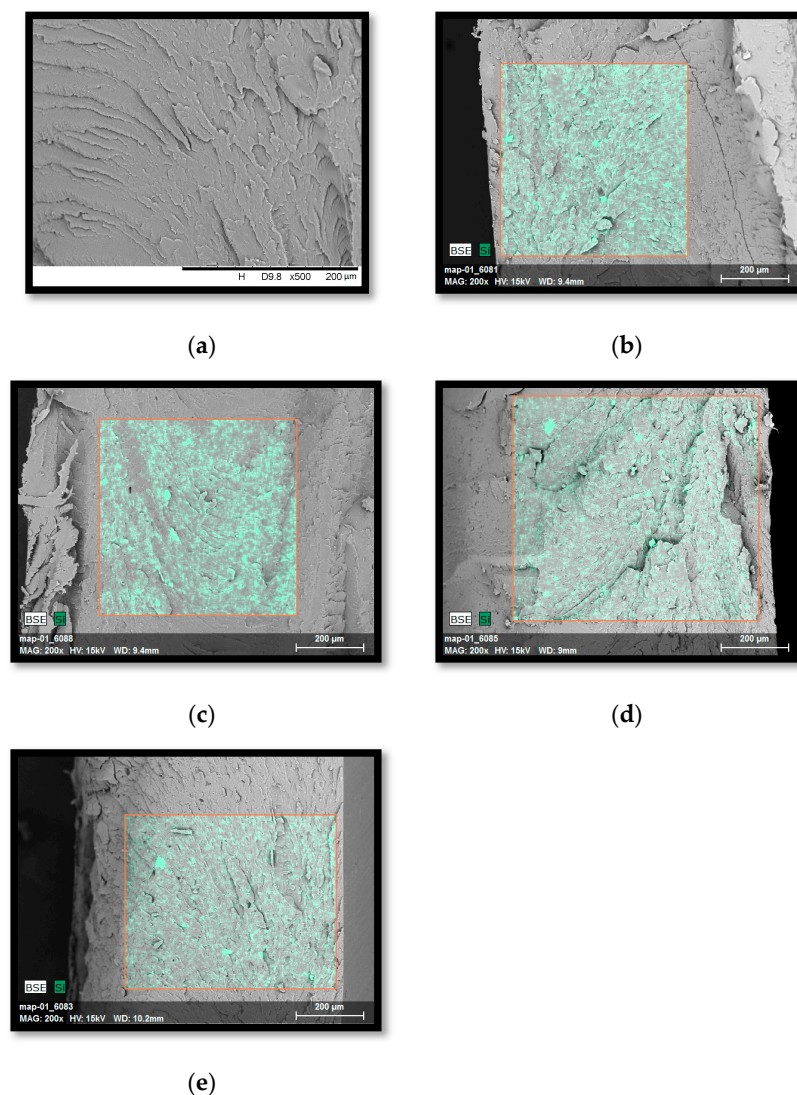 H D9.8 x500 200 µm
(a)
BSE Si
map-01_6081
MAG: 200x HV: 15kV WD: 9.4mm
200 µm
(b)
BSE Si
map-01_6088
MAG: 200x HV: 15kV WD: 9.4mm
200 µm
(c)
BSE Si
map-01_6085
MAG: 200x HV: 15kV WD: 9mm
200 µm
(d)
BSE Si
map-01_6083
MAG: 200x HV: 15kV WD: 10.2mm
200 µm
(e)